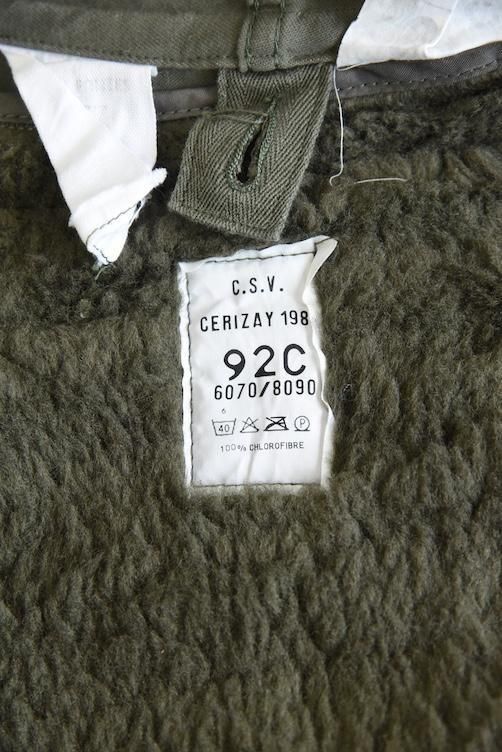 C.S.V.
CERIZAY 198
92C
6070/8090
6
40 P
100% CHLOROFIBRE